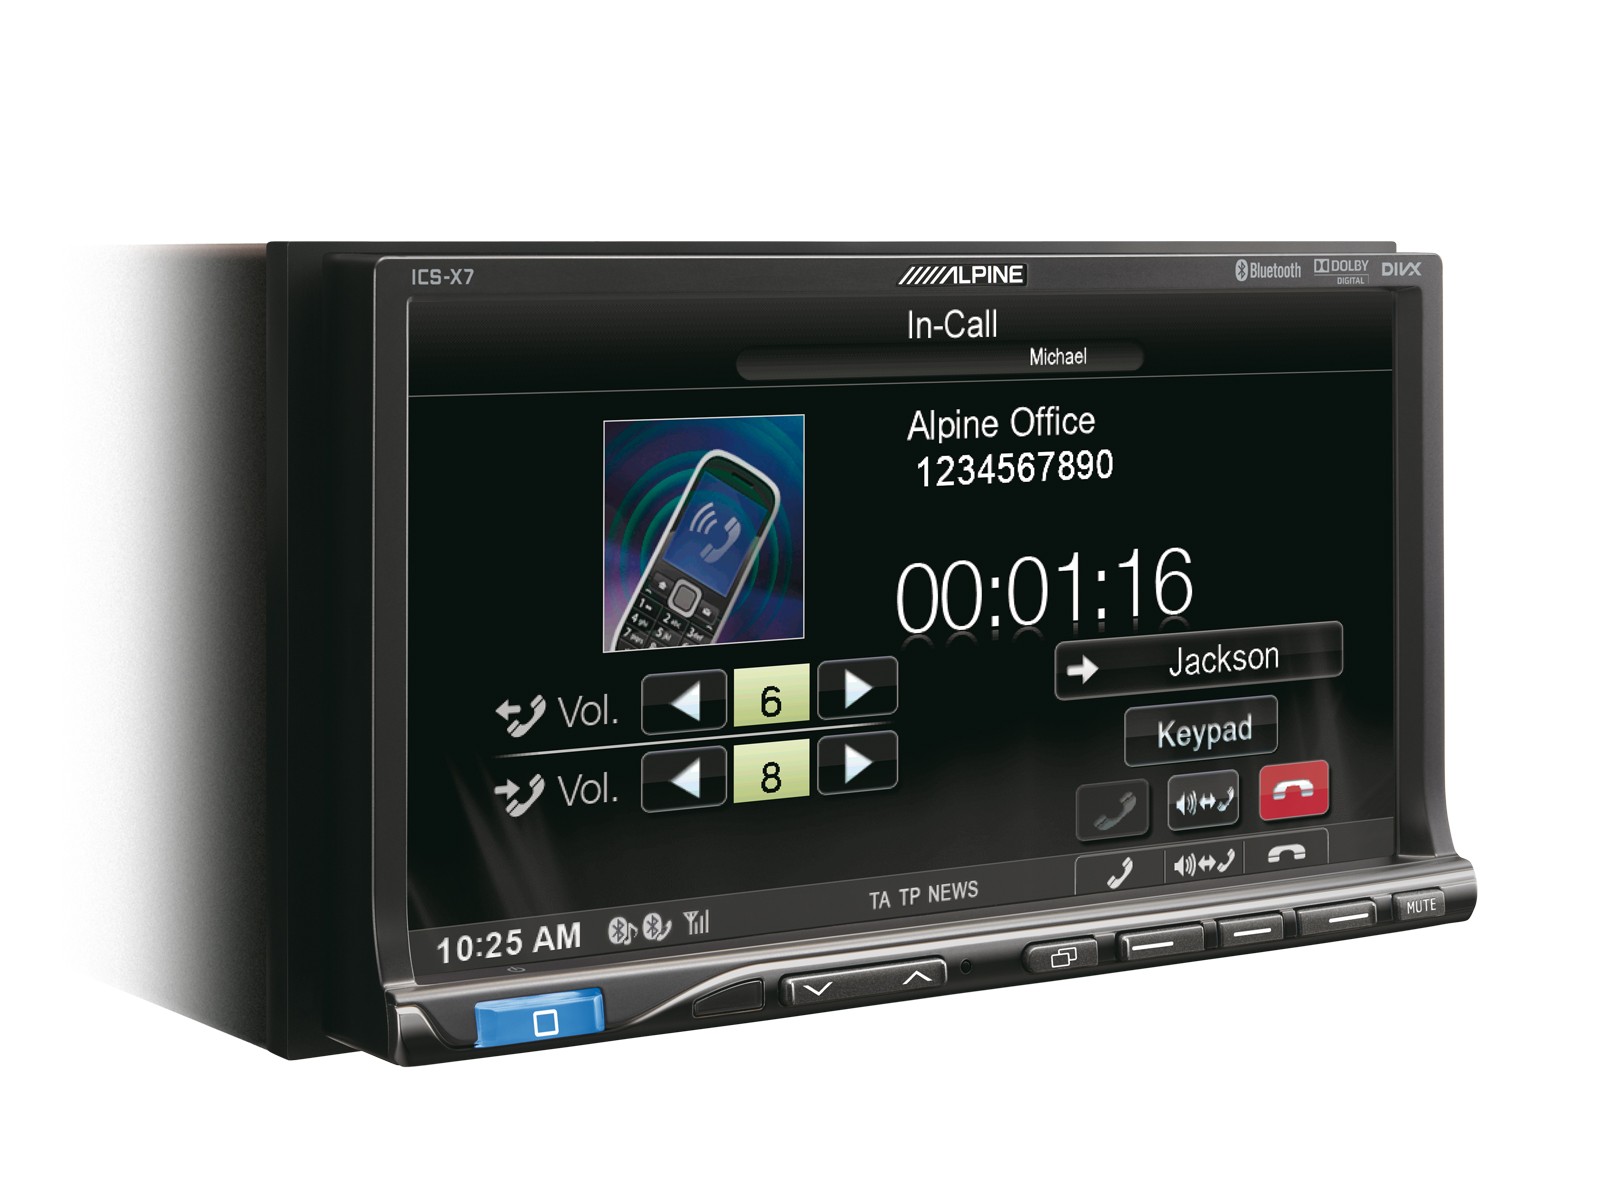 ICS-X7
ALPINE
Bluetooth
DOLBY
DIGITAL
DIVX
In-Call
Michael
Alpine Office
1234567890
00:01:16
Jackson
Vol. 6
Keypad
Vol. 8
TA TP NEWS
10:25 AM
MUTE